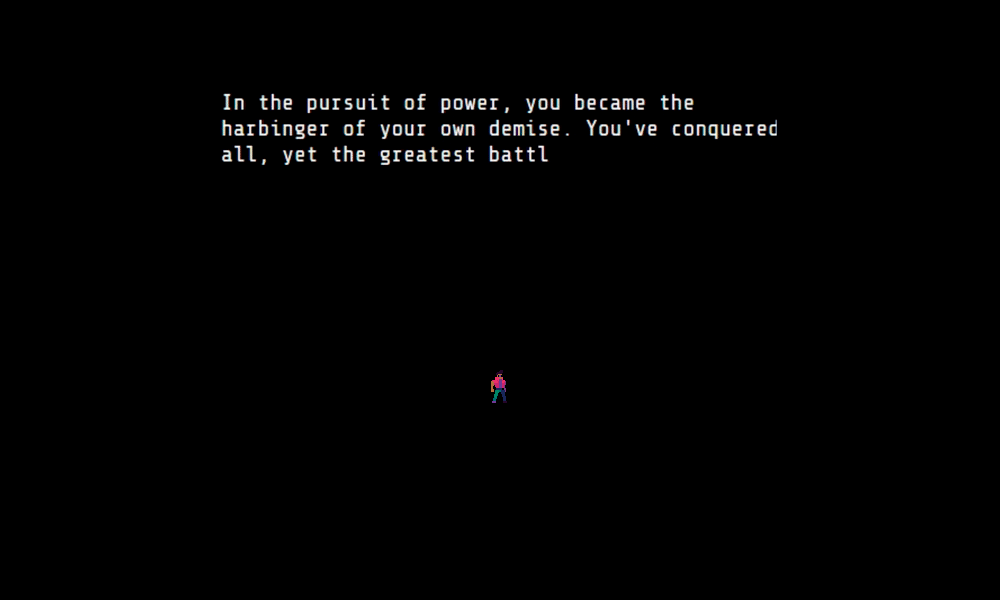 In the pursuit of power, you became the
harbinger of your own demise. You've conquered
all, yet the greatest battl